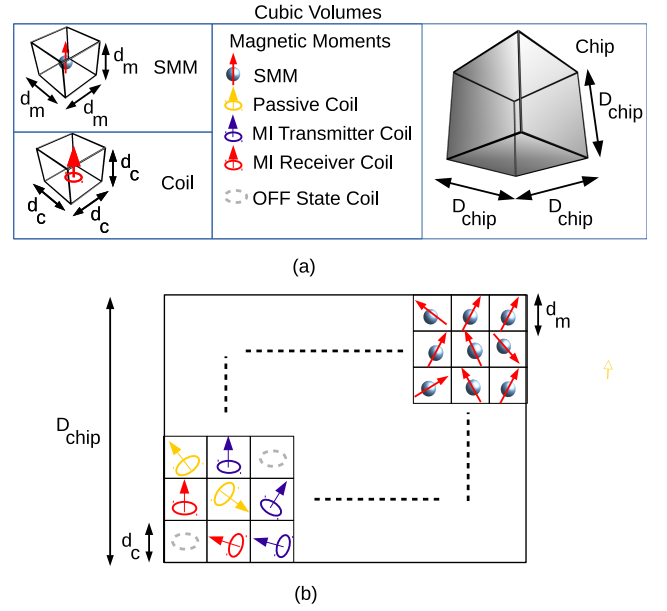 Cubic Volumes
SMM
d_m
d_m
d_m
Coil
d_c
d_c
d_c
Magnetic Moments
SMM
Passive Coil
MI Transmitter Coil
MI Receiver Coil
OFF State Coil
Chip
D_chip
D_chip
D_chip
(a)
d_m
D_chip
d_c
(b)